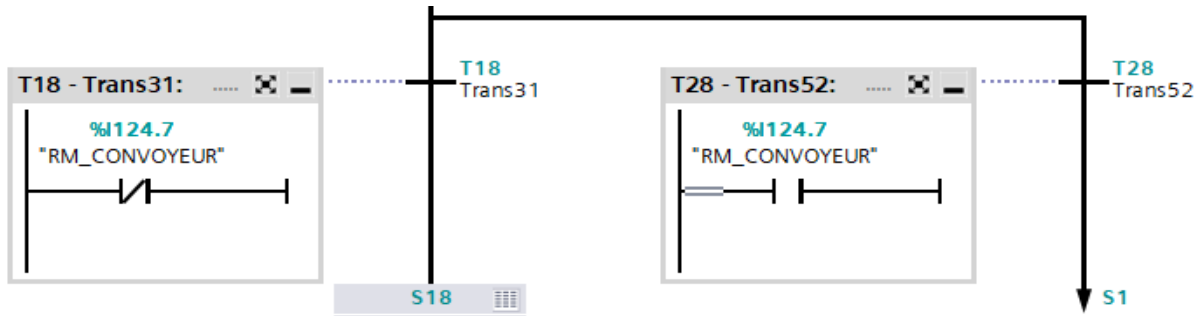 T18 - Trans31: .....
%I124.7
"RM_CONVOYEUR"
T18
Trans31
S18
T28 - Trans52: .....
%I124.7
"RM_CONVOYEUR"
T28
Trans52
S1